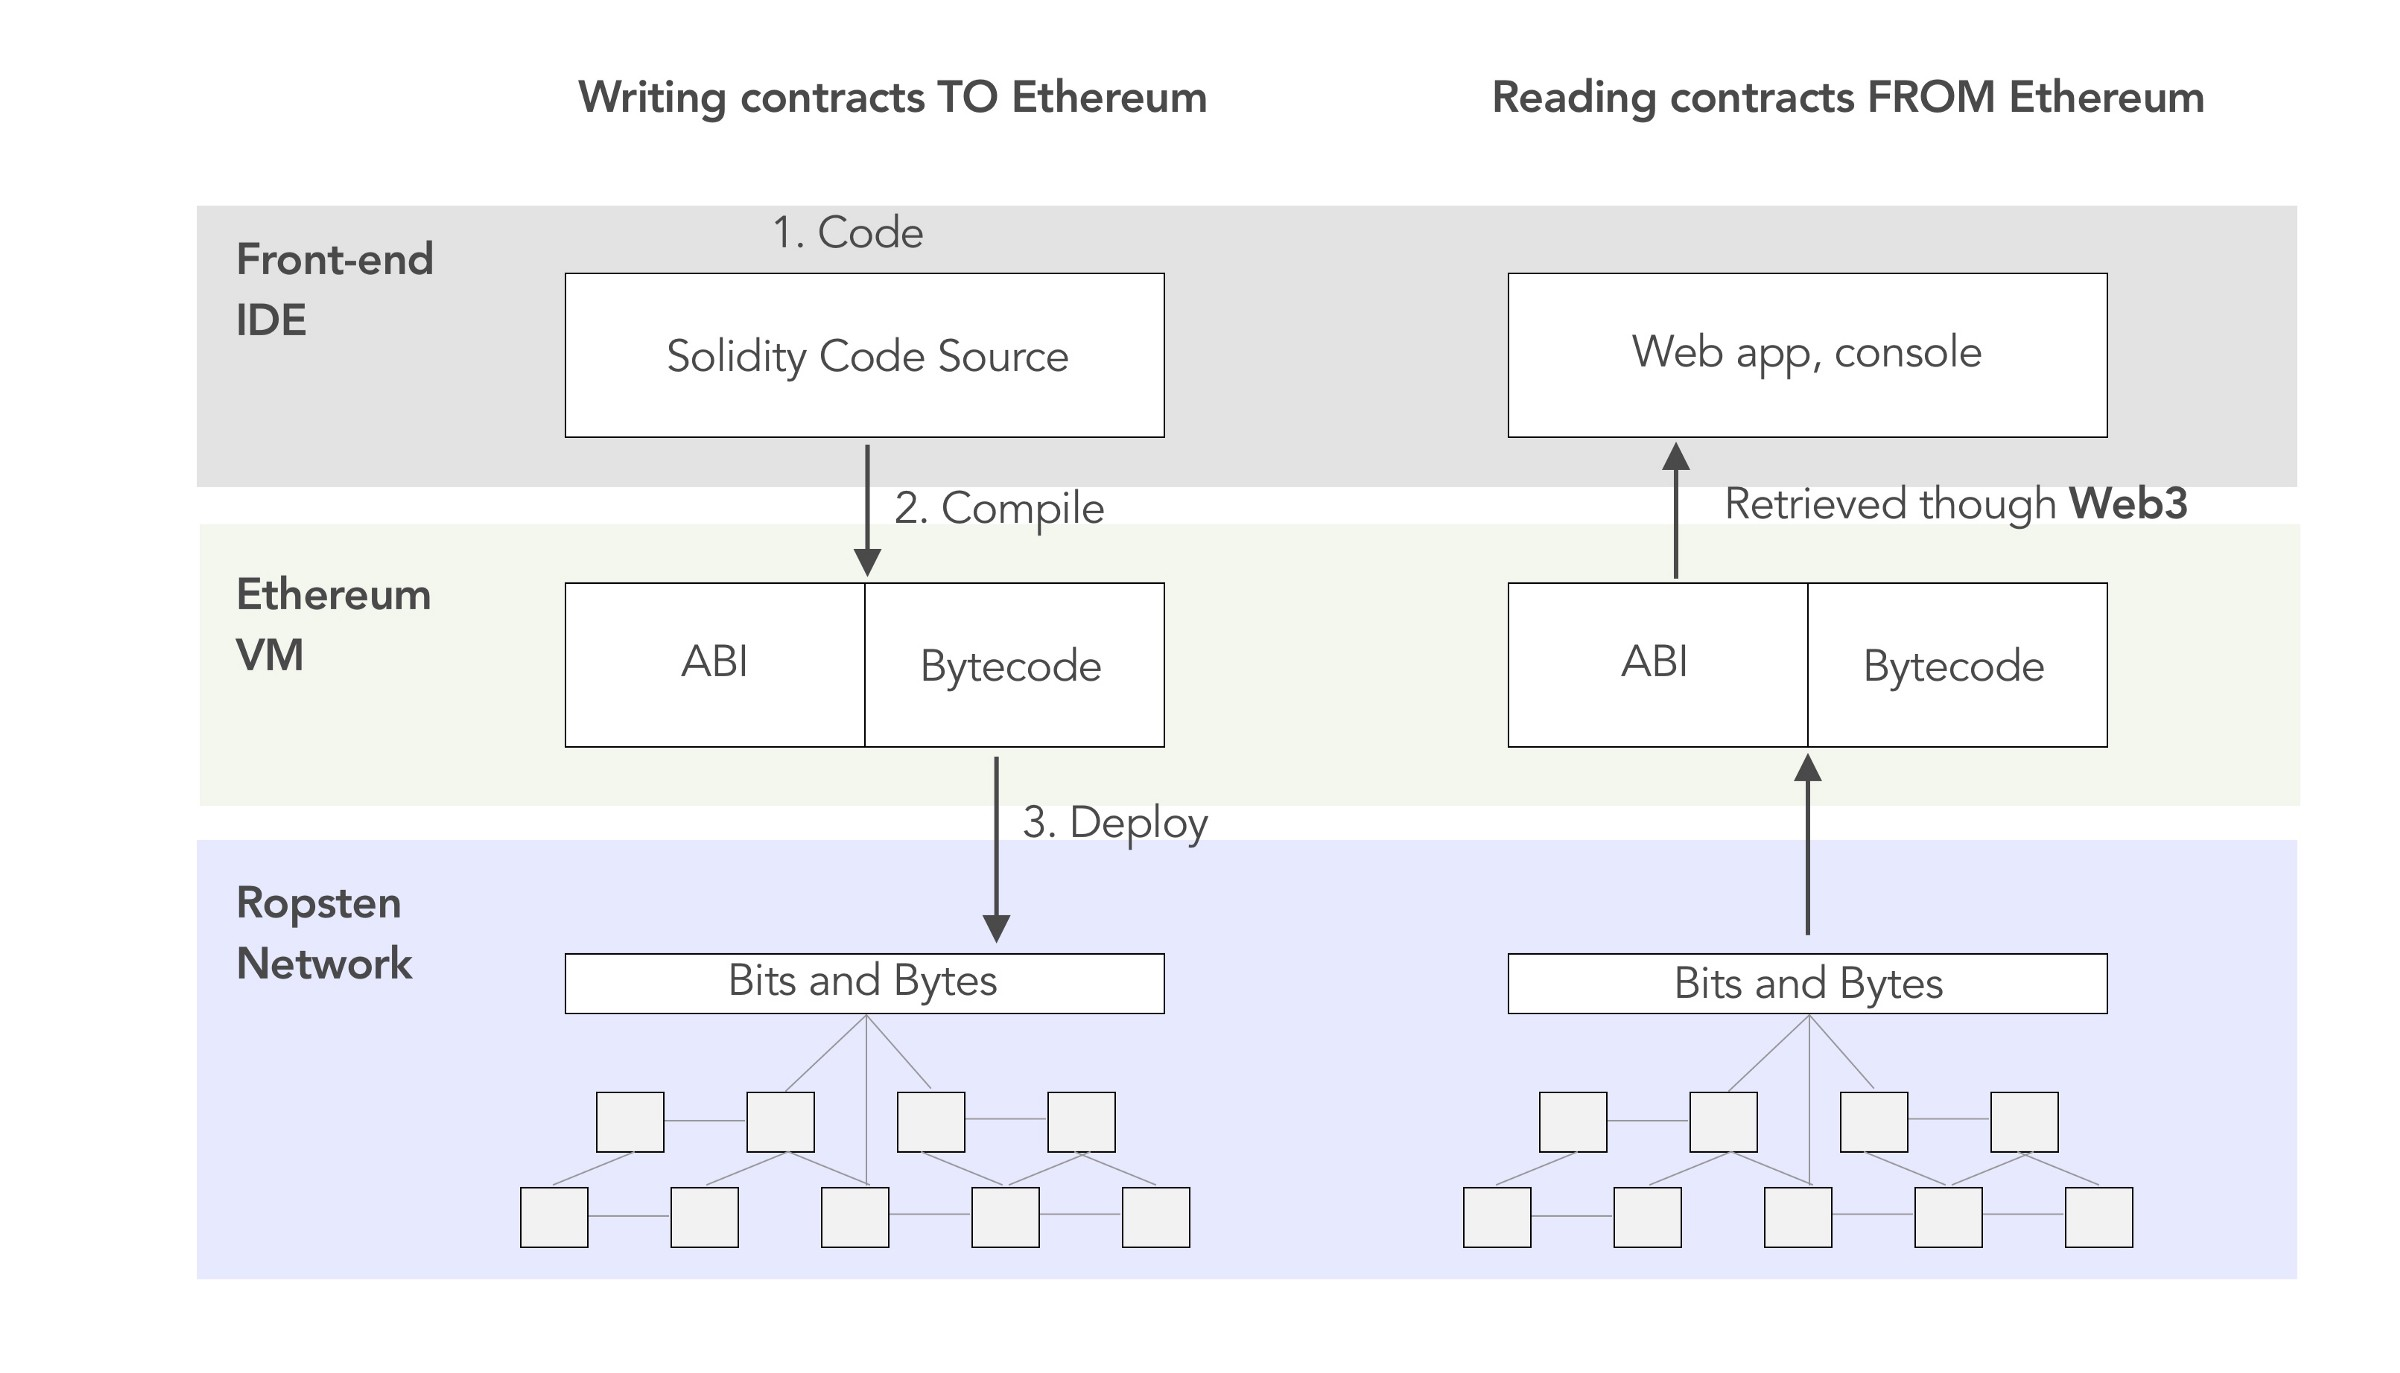 Writing contracts TO Ethereum
Reading contracts FROM Ethereum
Front-end
IDE
1. Code
Solidity Code Source
Web app, console
2. Compile
Retrieved though Web3
Ethereum
VM
ABI
Bytecode
ABI
Bytecode
3. Deploy
Ropsten
Network
Bits and Bytes
Bits and Bytes